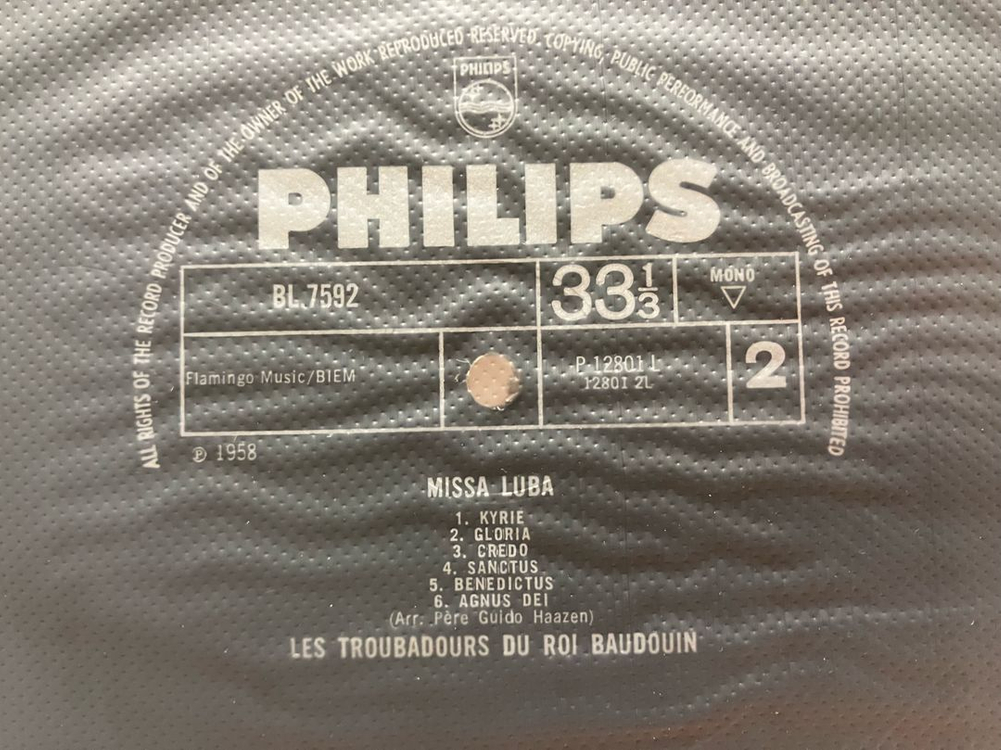 ALL RIGHTS OF THE RECORD PRODUCER AND OF THE OWNER OF THE WORK REPRODUCED RESERVED. COPYING, PUBLIC PERFORMANCE AND BROADCASTING OF THIS RECORD PROHIBITED
PHILIPS
PHILIPS
BL.7592
33⅓
MONO
Flamingo Music/BIEM
P 12801 L
12801 2L
2
℗ 1958
MISSA LUBA
1. KYRIE
2. GLORIA
3. CREDO
4. SANCTUS
5. BENEDICTUS
6. AGNUS DEI
(Arr. Père Guido Haazen)
LES TROUBADOURS DU ROI BAUDOUIN